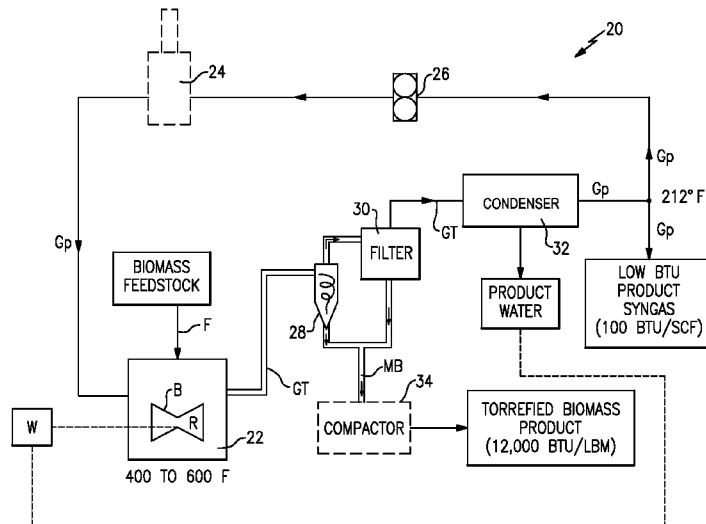 20
24
26
Gp
Gp
30
FILTER
GT
CONDENSER
32
Gp
212°F
Gp
BIOMASS
FEEDSTOCK
F
28
GT
MB
PRODUCT
WATER
LOW BTU
PRODUCT
SYNGAS
(100 BTU/SCF)
W
B
R
22
400 TO 600 F
34
COMPACTOR
TORREFIED BIOMASS
PRODUCT
(12,000 BTU/LBM)